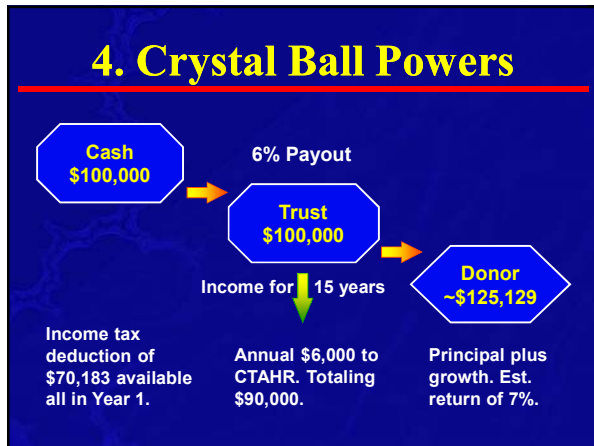 4. Crystal Ball Powers
Cash
$100,000
6% Payout
Trust
$100,000
Donor
~$125,129
Income for 15 years
Income tax
deduction of
$70,183 available
all in Year 1.
Annual $6,000 to
CTAHR. Totaling
$90,000.
Principal plus
growth. Est.
return of 7%.